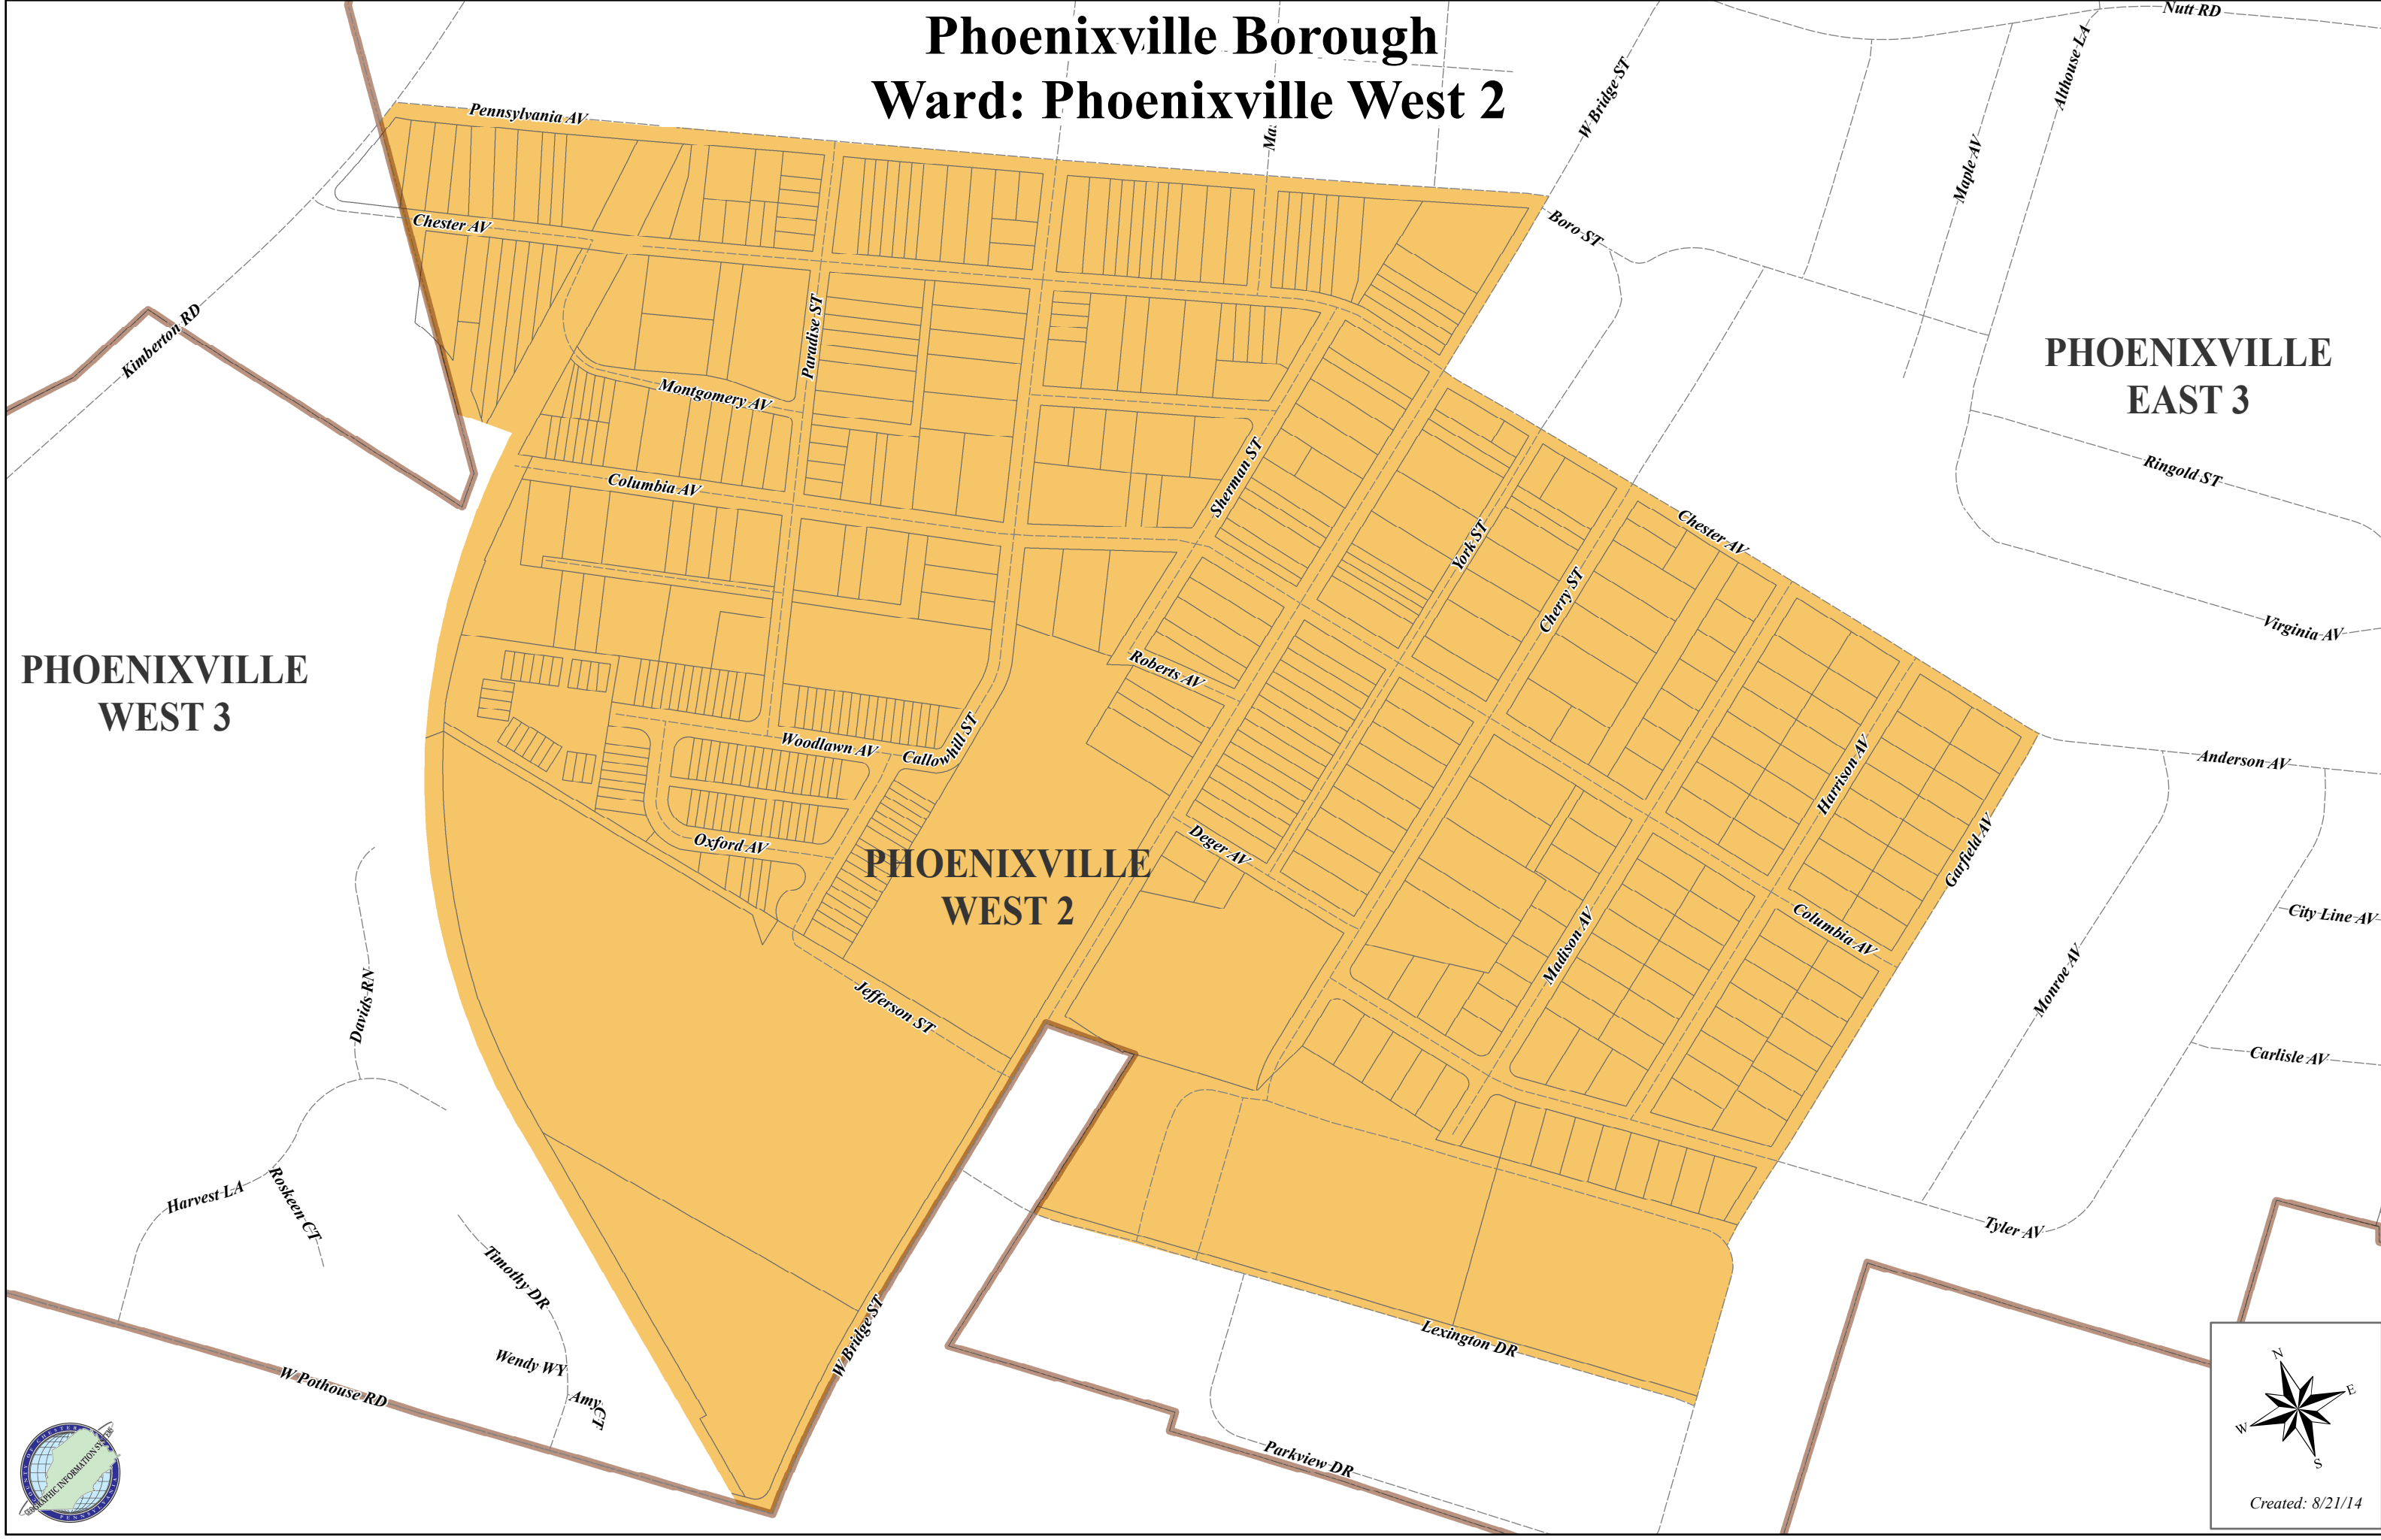 Phoenixville Borough
Ward: Phoenixville West 2
Nutt RD
Althouse LA
W Bridge ST
Maple AV
Pennsylvania AV
Boro ST
Chester AV
Kimberton RD
Paradise ST
PHOENIXVILLE
EAST 3
Montgomery AV
Sherman ST
Columbia AV
Ringold ST
Chester AV
York ST
Cherry ST
Virginia AV
PHOENIXVILLE
WEST 3
Roberts AV
Woodlawn AV
Callowhill ST
Harrison AV
Anderson AV
Oxford AV
Deger AV
Garfield AV
PHOENIXVILLE
WEST 2
Columbia AV
City Line AV
Madison AV
Monroe AV
Davids RN
Jefferson ST
Carlisle AV
Harvest LA
Roskeen CT
Tyler AV
Timothy DR
W Bridge ST
Lexington DR
Wendy WY
Amy CT
W Pothouse RD
Parkview DR
N
E
W
S
Created: 8/21/14